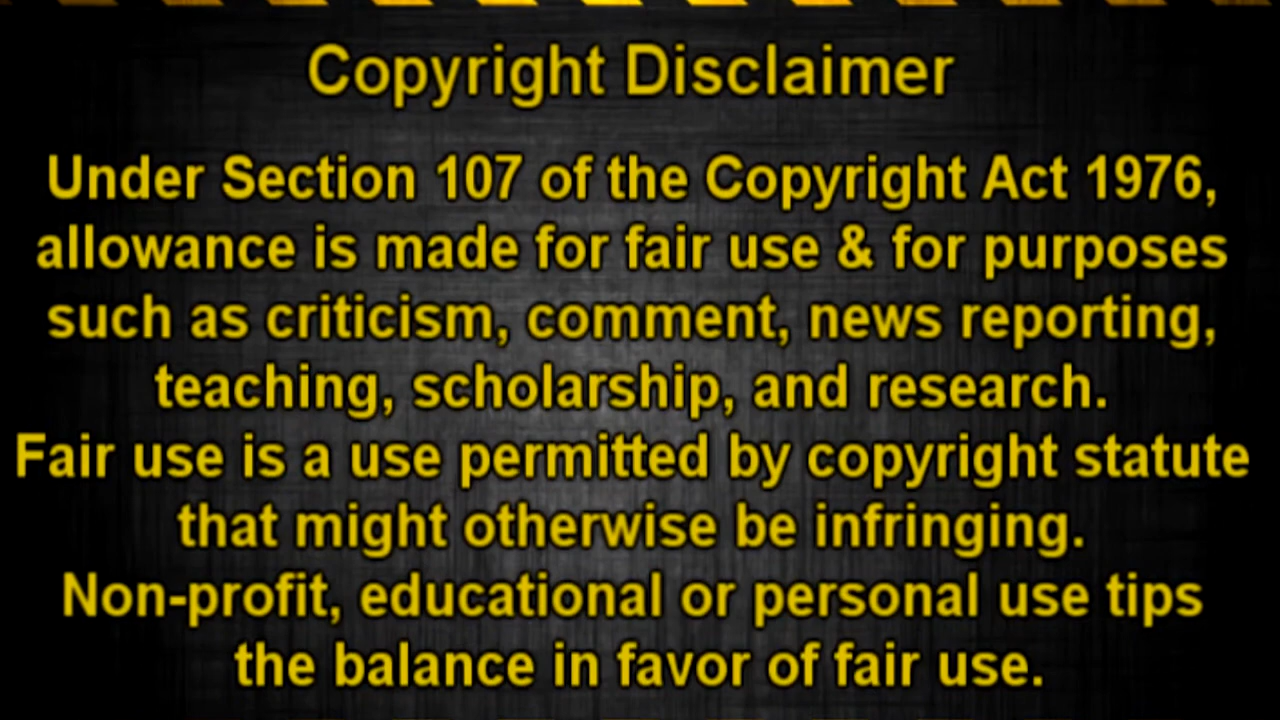 Copyright Disclaimer
Under Section 107 of the Copyright Act 1976,
allowance is made for fair use & for purposes
such as criticism, comment, news reporting,
teaching, scholarship, and research.
Fair use is a use permitted by copyright statute
that might otherwise be infringing.
Non-profit, educational or personal use tips
the balance in favor of fair use.